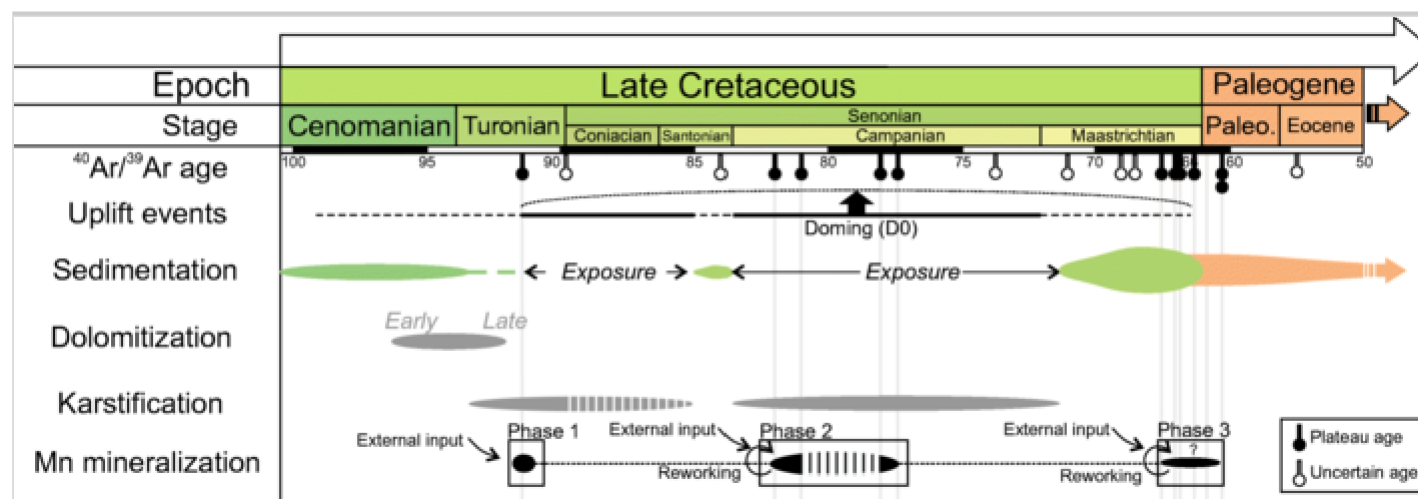 Epoch
Late Cretaceous
Paleogene
Stage
Cenomanian
Turonian
Senonian
Coniacian
Santonian
Campanian
Maastrichtian
Paleo.
Eocene
40Ar/39Ar age
100 95 90 85 80 75 70 60 50
Uplift events
Doming (D0)
Sedimentation
Exposure
Exposure
Dolomitization
Early Late
Karstification
Mn mineralization
External input
Phase 1
External input
Phase 2
Reworking
External input
Phase 3
?
Reworking
Plateau age
Uncertain age